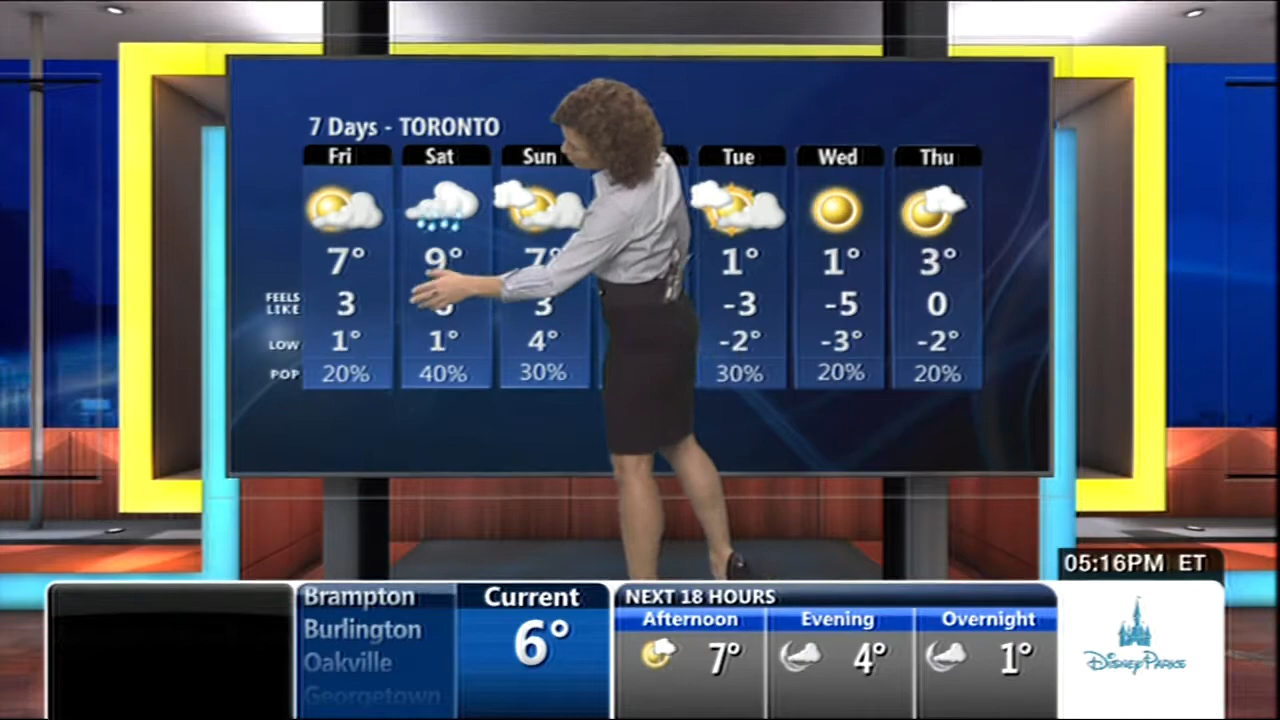 7 Days - TORONTO
Fri Sat Sun Tue Wed Thu
7° 9° 7° 1° 1° 3°
FEELS LIKE 3 3 -3 -5 0
LOW 1° 1° 4° -2° -3° -2°
POP 20% 40% 30% 30% 20% 20%
05:16PM ET
Brampton
Burlington
Oakville
Georgetown
Current
6°
NEXT 18 HOURS
Afternoon Evening Overnight
7° 4° 1°
Disney Parks